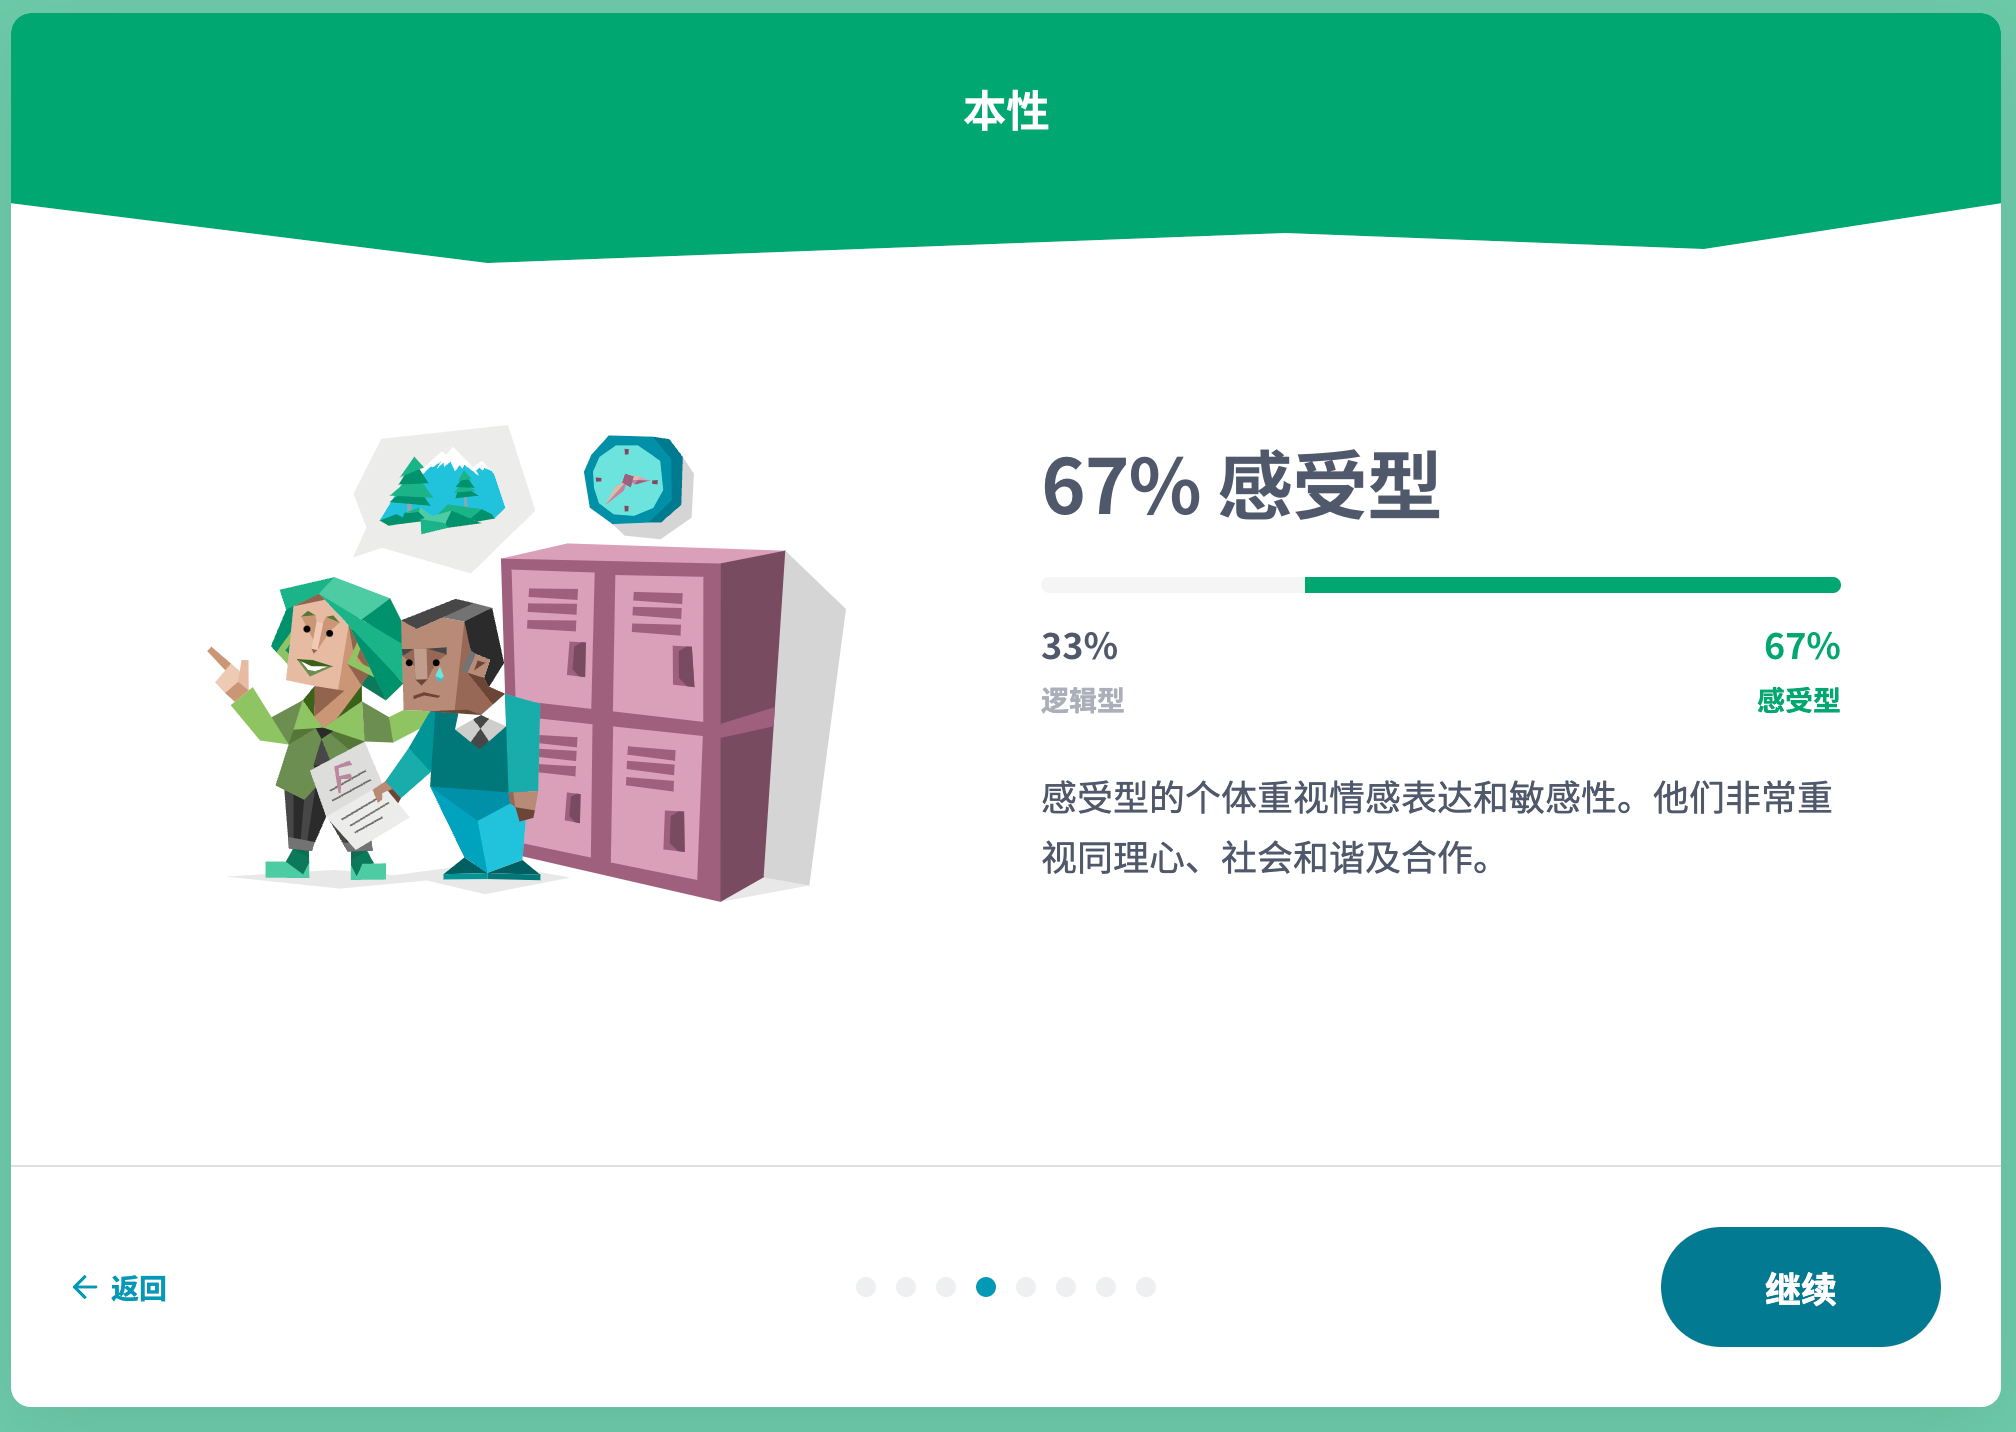 本性
67% 感受型
33%
67%
逻辑型
感受型
感受型的个体重视情感表达和敏感性。他们非常重
视同理心、社会和谐及合作。
F
返回
继续